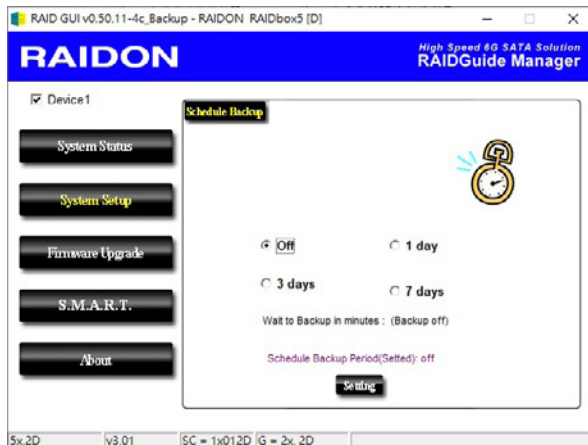 RAID GUI v0.50.11-4c_Backup - RAIDON RAIDbox5 [D]
RAIDON
High Speed 6G SATA Solution
RAIDGuide Manager
Device1
Schedule Backup
System Status
System Setup
Firmware Upgrade
S.M.A.R.T.
About
Off
1 day
3 days
7 days
Wait to Backup in minutes : (Backup off)
Schedule Backup Period(Setted): off
Setting
5x.2D v3.01 SC = 1x012D G = 2x. 2D